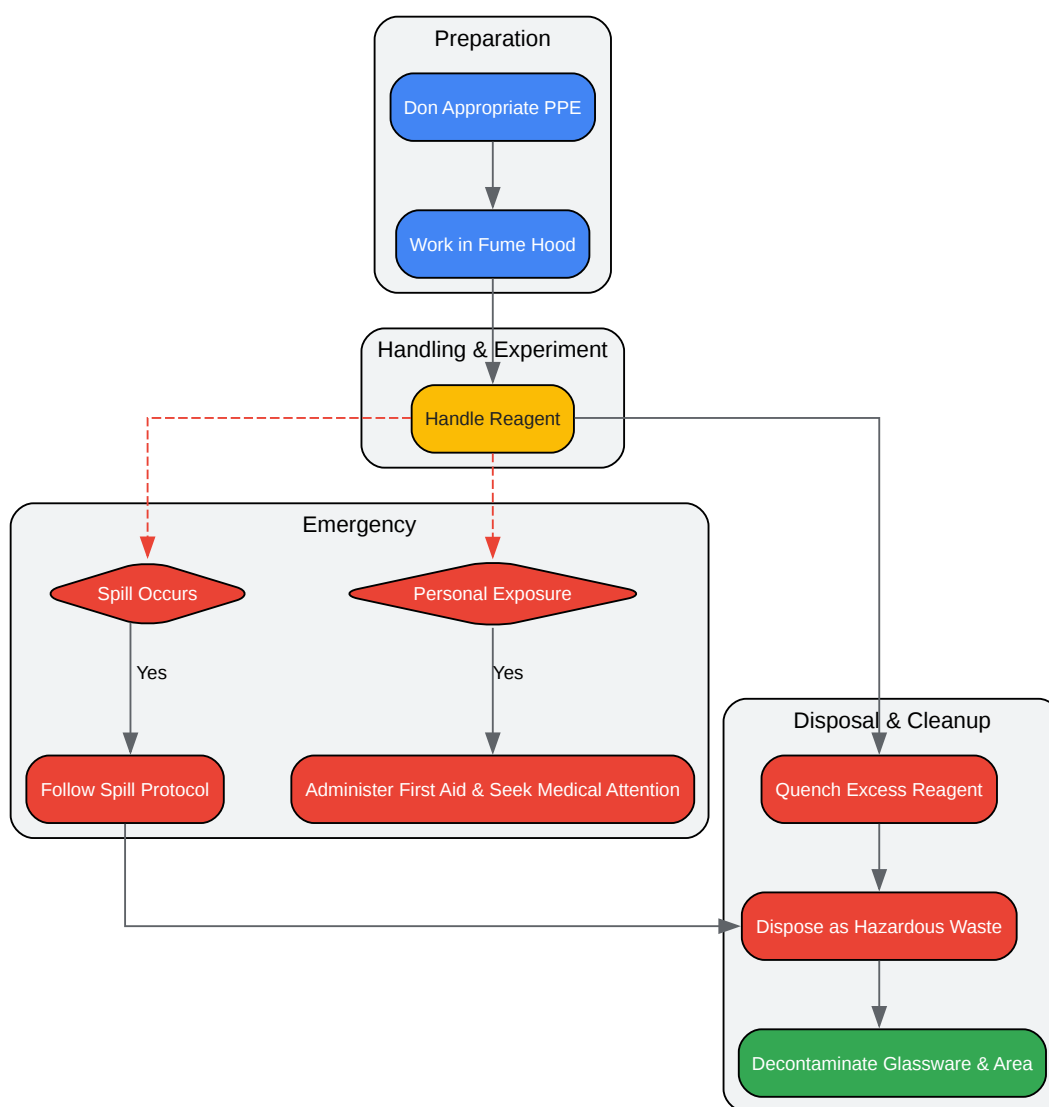 Preparation
Don Appropriate PPE
Work in Fume Hood
Handling & Experiment
Handle Reagent
Emergency
Spill Occurs
Personal Exposure
Yes
Yes
Follow Spill Protocol
Administer First Aid & Seek Medical Attention
Disposal & Cleanup
Quench Excess Reagent
Dispose as Hazardous Waste
Decontaminate Glassware & Area